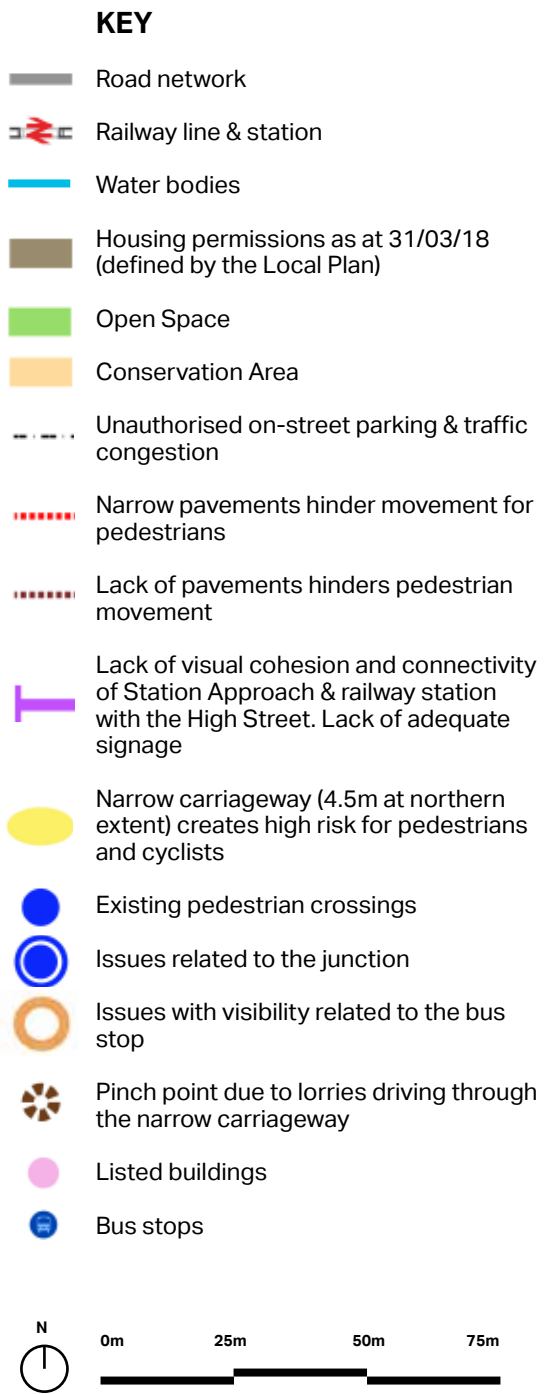 KEY
Road network
Railway line & station
Water bodies
Housing permissions as at 31/03/18
(defined by the Local Plan)
Open Space
Conservation Area
Unauthorised on-street parking & traffic
congestion
Narrow pavements hinder movement for
pedestrians
Lack of pavements hinders pedestrian
movement
Lack of visual cohesion and connectivity
of Station Approach & railway station
with the High Street. Lack of adequate
signage
Narrow carriageway (4.5m at northern
extent) creates high risk for pedestrians
and cyclists
Existing pedestrian crossings
Issues related to the junction
Issues with visibility related to the bus
stop
Pinch point due to lorries driving through
the narrow carriageway
Listed buildings
Bus stops
N
0m 25m 50m 75m